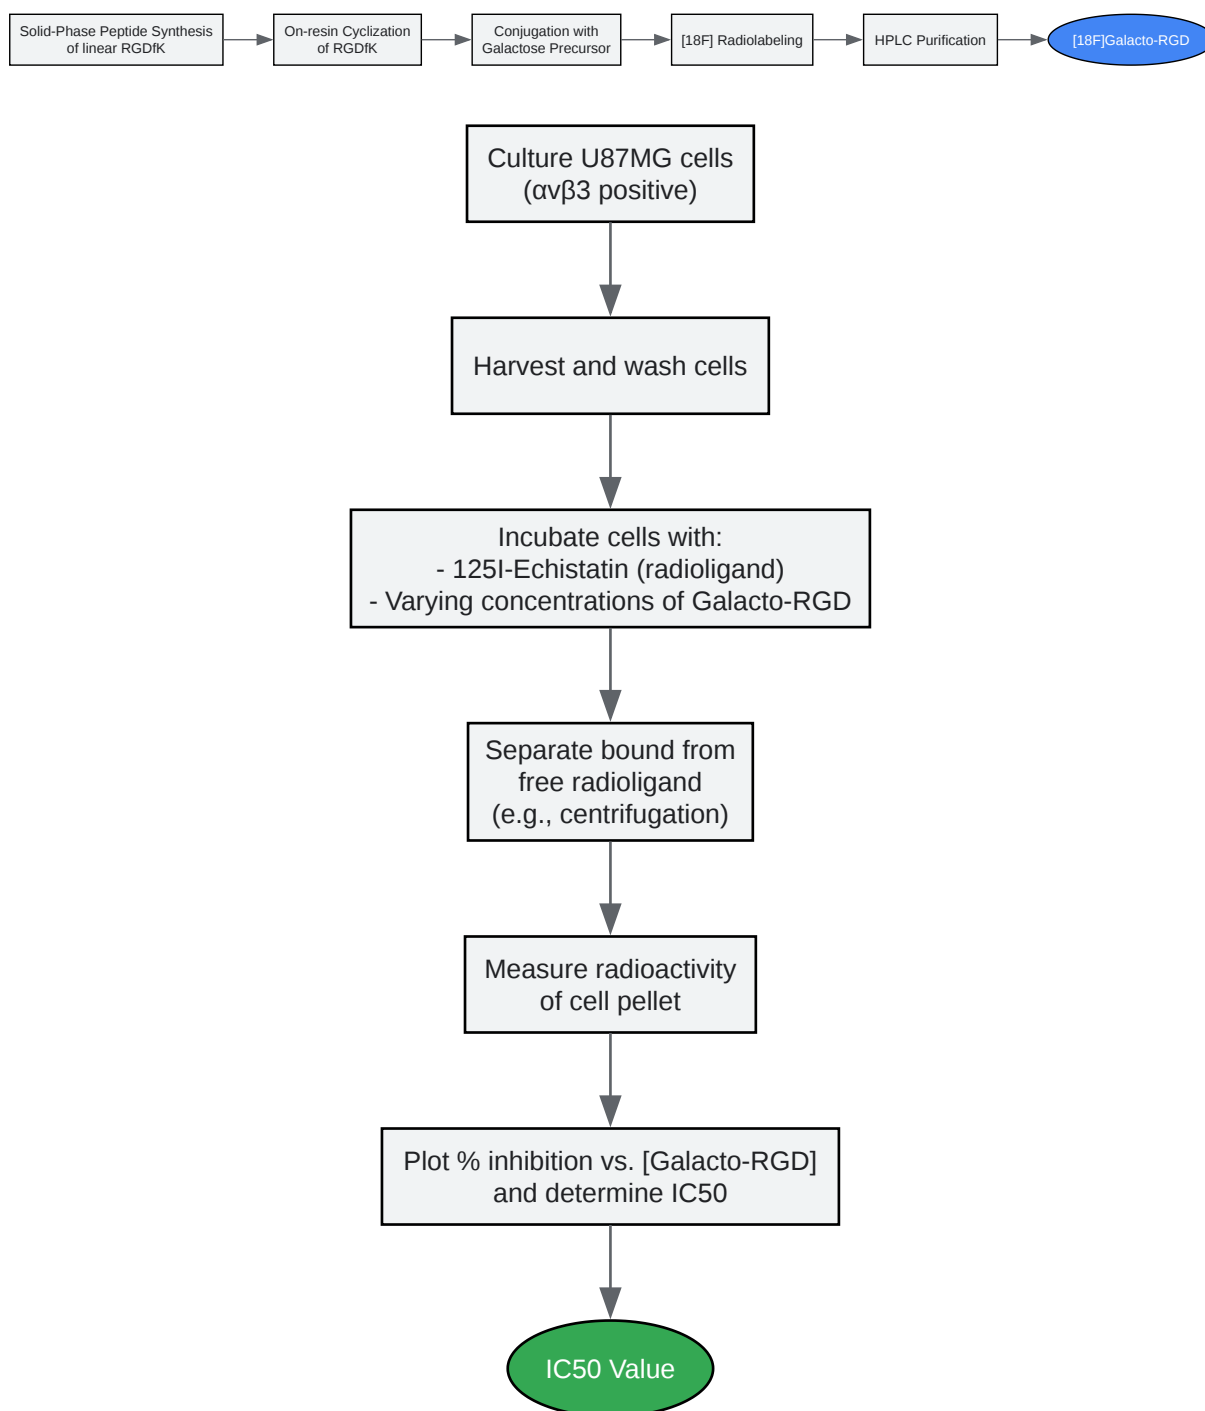 Solid-Phase Peptide Synthesis
of linear RGDfK
On-resin Cyclization
of RGDfK
Conjugation with
Galactose Precursor
[18F] Radiolabeling
HPLC Purification
[18F]Galacto-RGD
Culture U87MG cells
(αvβ3 positive)
Harvest and wash cells
Incubate cells with:
- 125I-Echistatin (radioligand)
- Varying concentrations of Galacto-RGD
Separate bound from
free radioligand
(e.g., centrifugation)
Measure radioactivity
of cell pellet
Plot % inhibition vs. [Galacto-RGD]
and determine IC50
IC50 Value